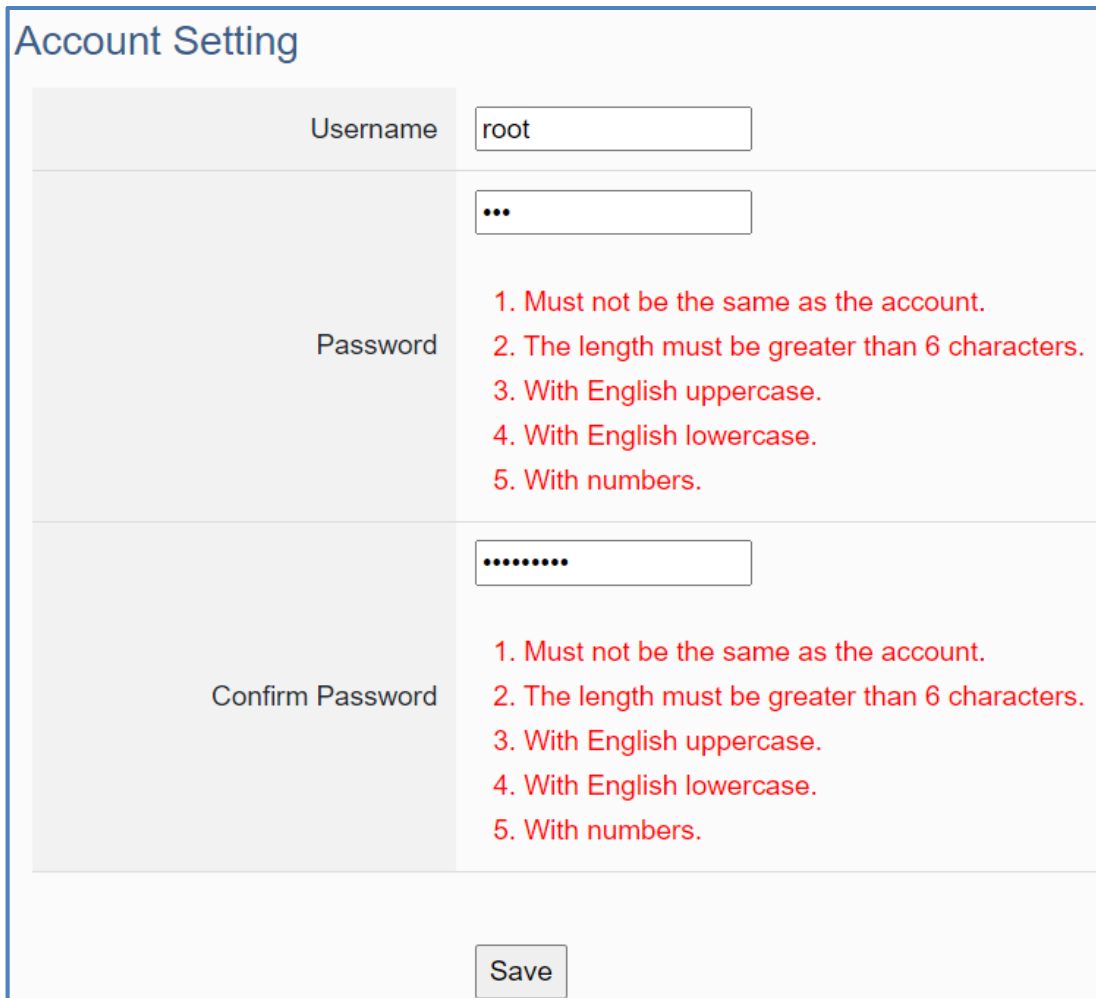 Account Setting
Username root
•••
Password
1. Must not be the same as the account.
2. The length must be greater than 6 characters.
3. With English uppercase.
4. With English lowercase.
5. With numbers.
•••••••••
Confirm Password
1. Must not be the same as the account.
2. The length must be greater than 6 characters.
3. With English uppercase.
4. With English lowercase.
5. With numbers.
Save